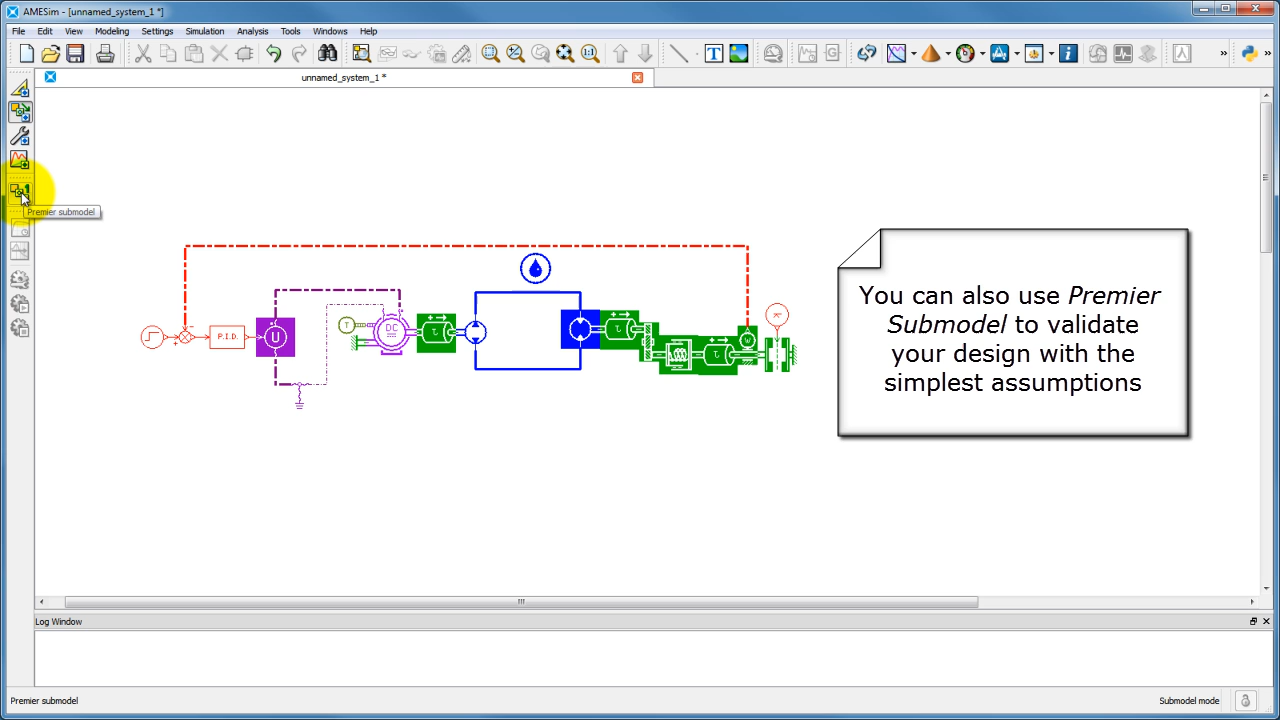 AMESim - [unnamed_system_1 *]
File Edit View Modeling Settings Simulation Analysis Tools Windows Help
unnamed_system_1 *
Premier submodel
P.I.D.
U
T
DC
W
You can also use Premier
Submodel to validate
your design with the
simplest assumptions
Log Window
Premier submodel
Submodel mode